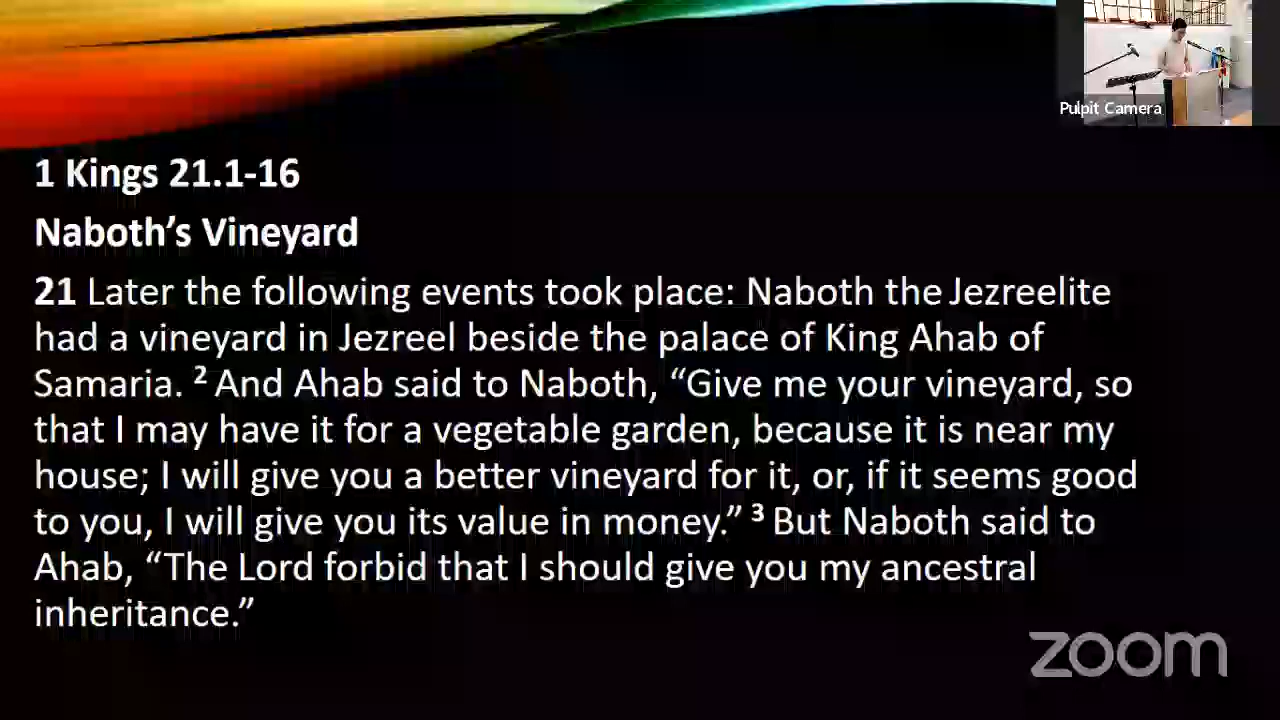 Pulpit Camera
1 Kings 21.1-16
Naboth’s Vineyard
21 Later the following events took place: Naboth the Jezreelite
had a vineyard in Jezreel beside the palace of King Ahab of
Samaria. ² And Ahab said to Naboth, “Give me your vineyard, so
that I may have it for a vegetable garden, because it is near my
house; I will give you a better vineyard for it, or, if it seems good
to you, I will give you its value in money.” ³ But Naboth said to
Ahab, “The Lord forbid that I should give you my ancestral
inheritance.”
zoom